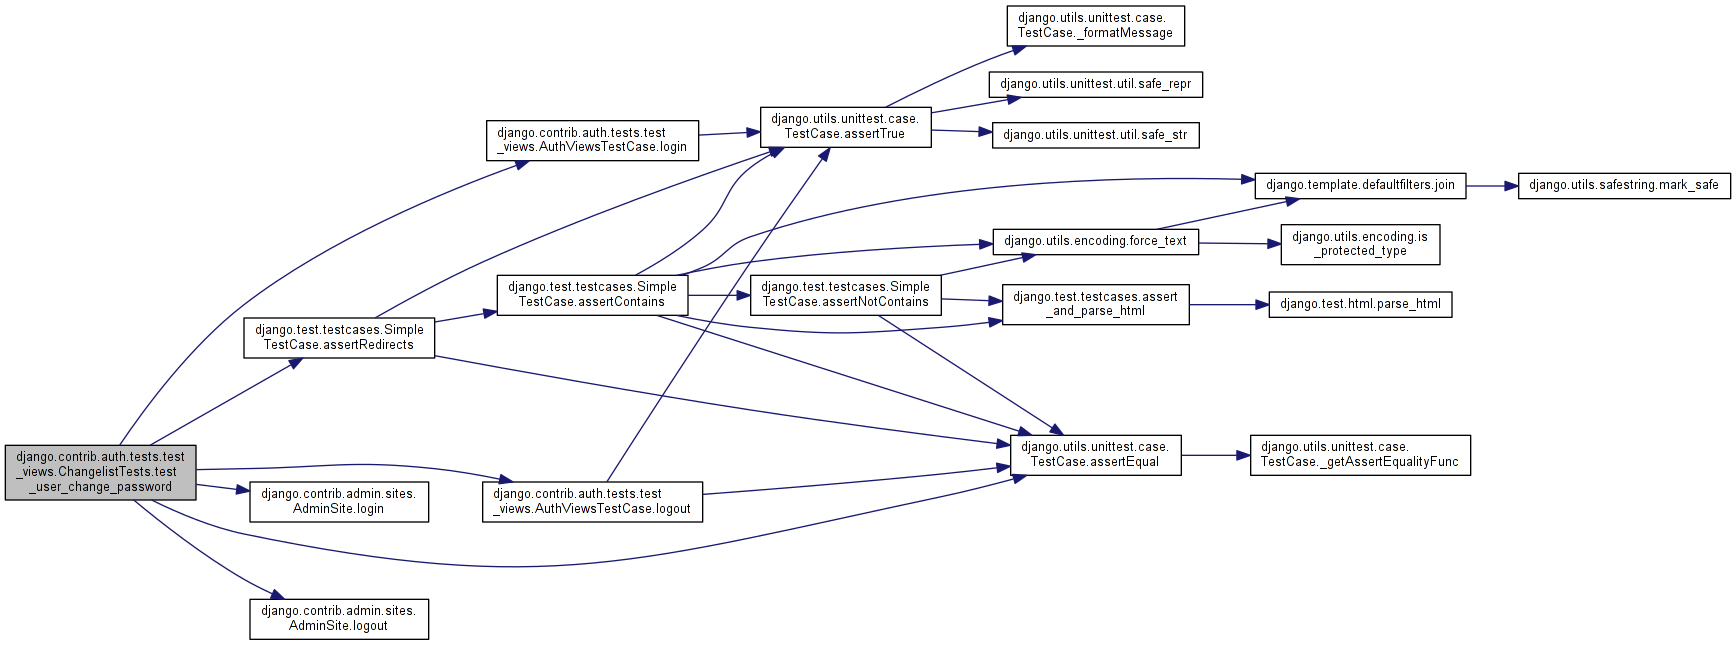 django.utils.unittest.case.
TestCase._formatMessage
django.utils.unittest.util.safe_repr
django.utils.unittest.case.
TestCase.assertTrue
django.utils.unittest.util.safe_str
django.contrib.auth.tests.test
_views.AuthViewsTestCase.login
django.template.defaultfilters.join
django.utils.safestring.mark_safe
django.utils.encoding.force_text
django.utils.encoding.is
_protected_type
django.test.testcases.Simple
TestCase.assertContains
django.test.testcases.Simple
TestCase.assertNotContains
django.test.testcases.assert
_and_parse_html
django.test.html.parse_html
django.test.testcases.Simple
TestCase.assertRedirects
django.contrib.auth.tests.test
_views.ChangelistTests.test
_user_change_password
django.utils.unittest.case.
TestCase.assertEqual
django.utils.unittest.case.
TestCase._getAssertEqualityFunc
django.contrib.admin.sites.
AdminSite.login
django.contrib.auth.tests.test
_views.AuthViewsTestCase.logout
django.contrib.admin.sites.
AdminSite.logout